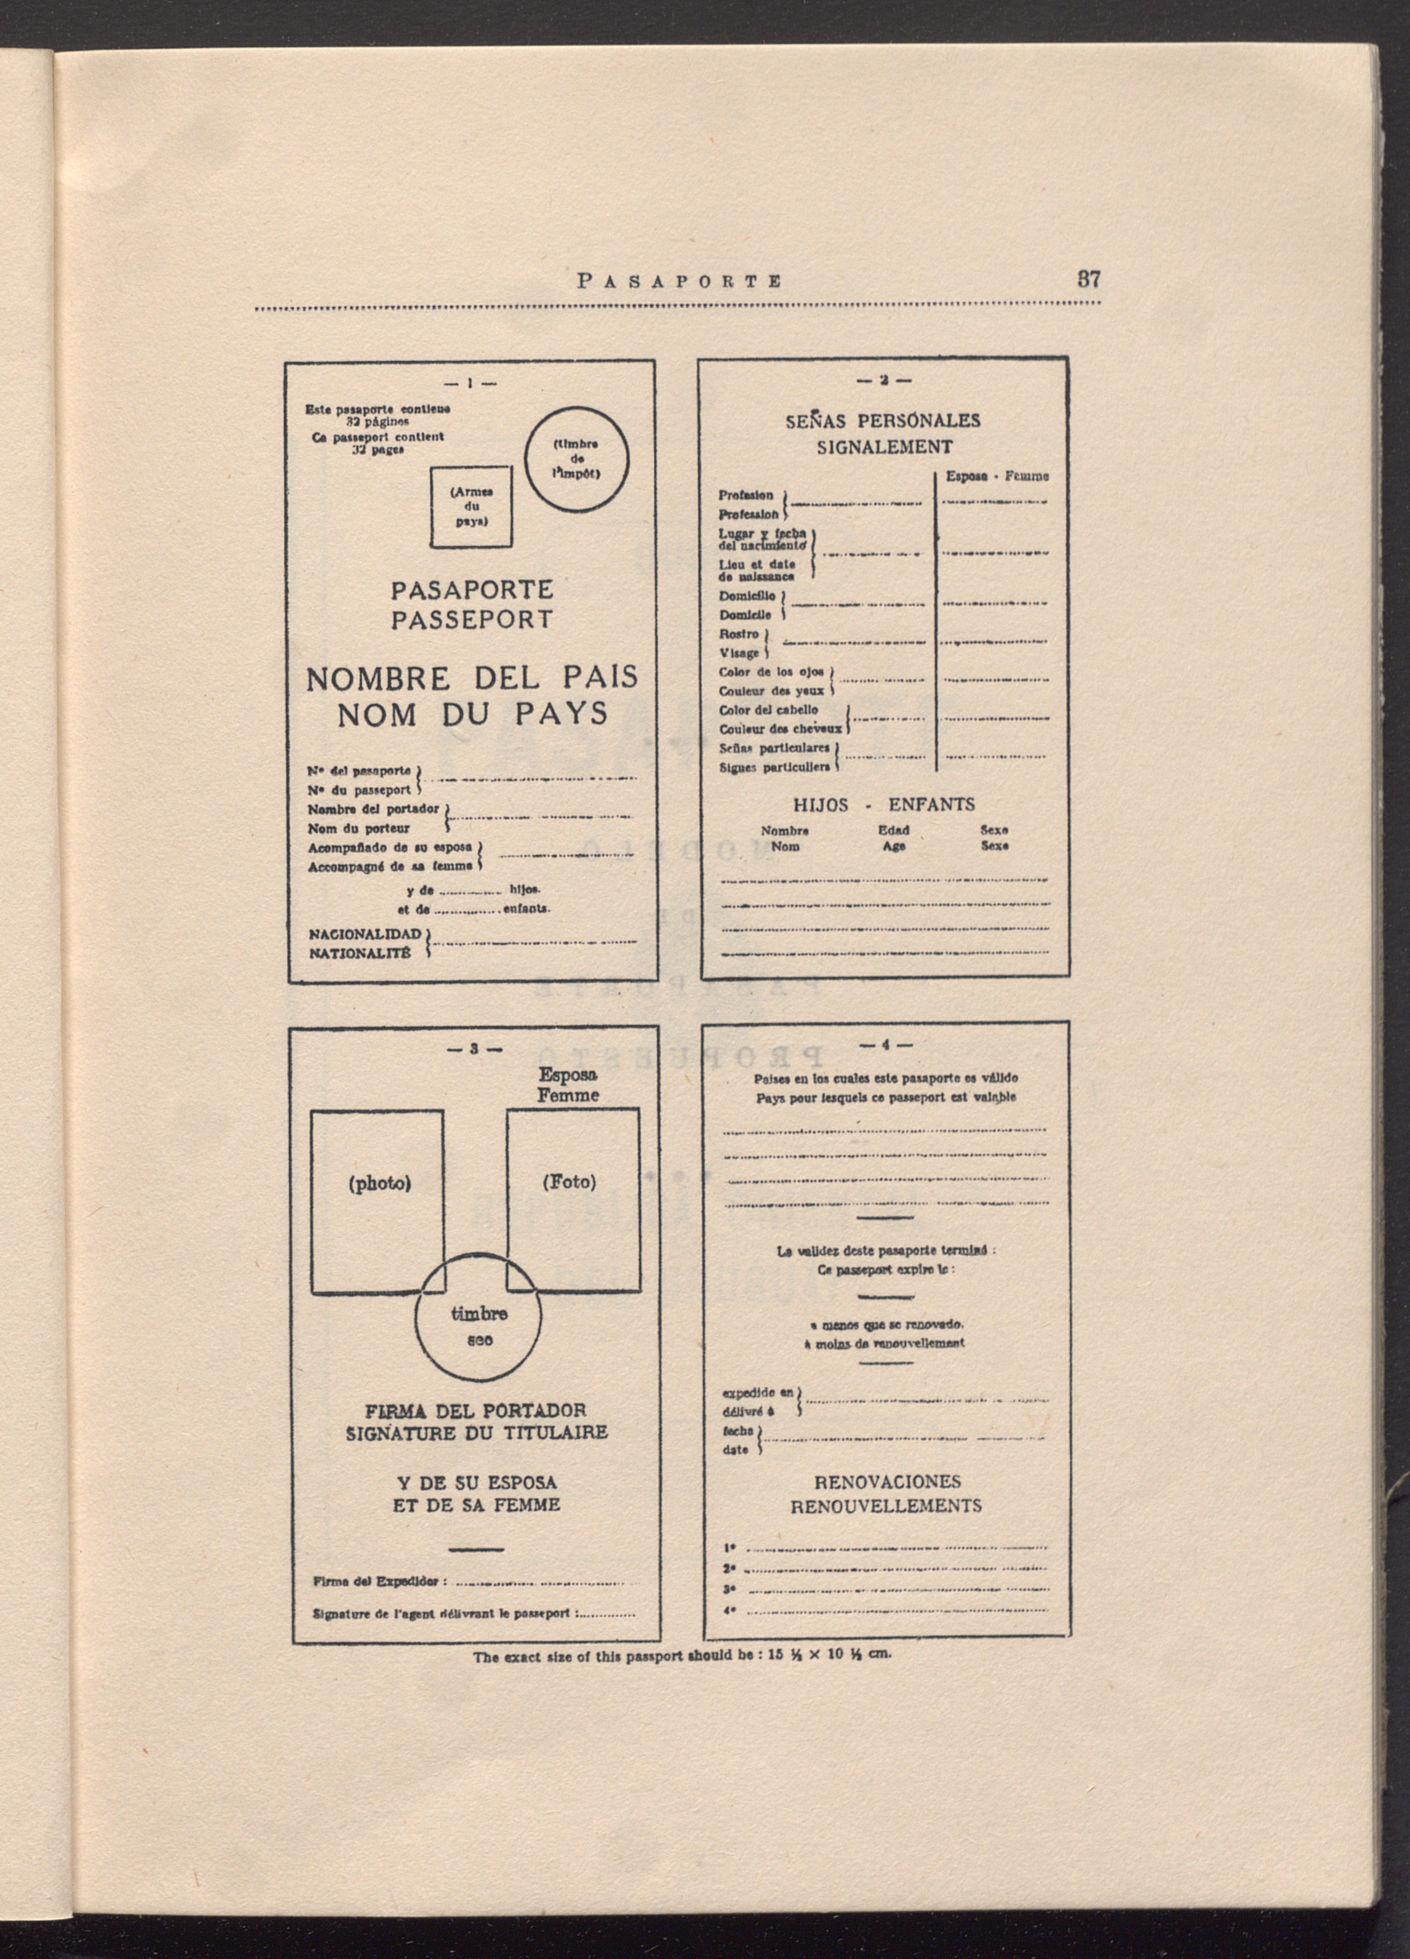 PASAPORTE 37
— 1 —
Este pasaporte contiene
32 páginas
Ce passeport contient
32 pages
(timbre
de
l'impôt)
(Armes
du
pays)
PASAPORTE
PASSEPORT
NOMBRE DEL PAIS
NOM DU PAYS
Nº del pasaporte
Nº du passeport
Nombre del portador
Nom du porteur
Acompañado de su esposa
Accompagné de sa femme
y de ............ hijos.
et de ............ enfants.
NACIONALIDAD
NATIONALITÉ
— 2 —
SEÑAS PERSONALES
SIGNALEMENT
Esposa - Femme
Profesion
Profession
Lugar y fecha
del nacimiento
Lieu et date
de naissance
Domicilio
Domicile
Rostro
Visage
Color de los ojos
Couleur des yeux
Color del cabello
Couleur des cheveux
Señas particulares
Signes particuliers
HIJOS - ENFANTS
Nombre Edad Sexo
Nom Age Sexe
— 3 —
Esposa
Femme
(photo) (Foto)
timbre
sec
FIRMA DEL PORTADOR
SIGNATURE DU TITULAIRE
Y DE SU ESPOSA
ET DE SA FEMME
Firma del Expedidor :
Signature de l'agent délivrant le passeport :
— 4 —
Paises en los cuales este pasaporte es válido
Pays pour lesquels ce passeport est valable
La validez deste pasaporte terminá :
Ce passeport expire le :
a menos que se renovado.
à moins de renouvellement
expedido en
délivré à
fecha
date
RENOVACIONES
RENOUVELLEMENTS
1º
2º
3º
4º
The exact size of this passport should be : 15 ½ × 10 ½ cm.